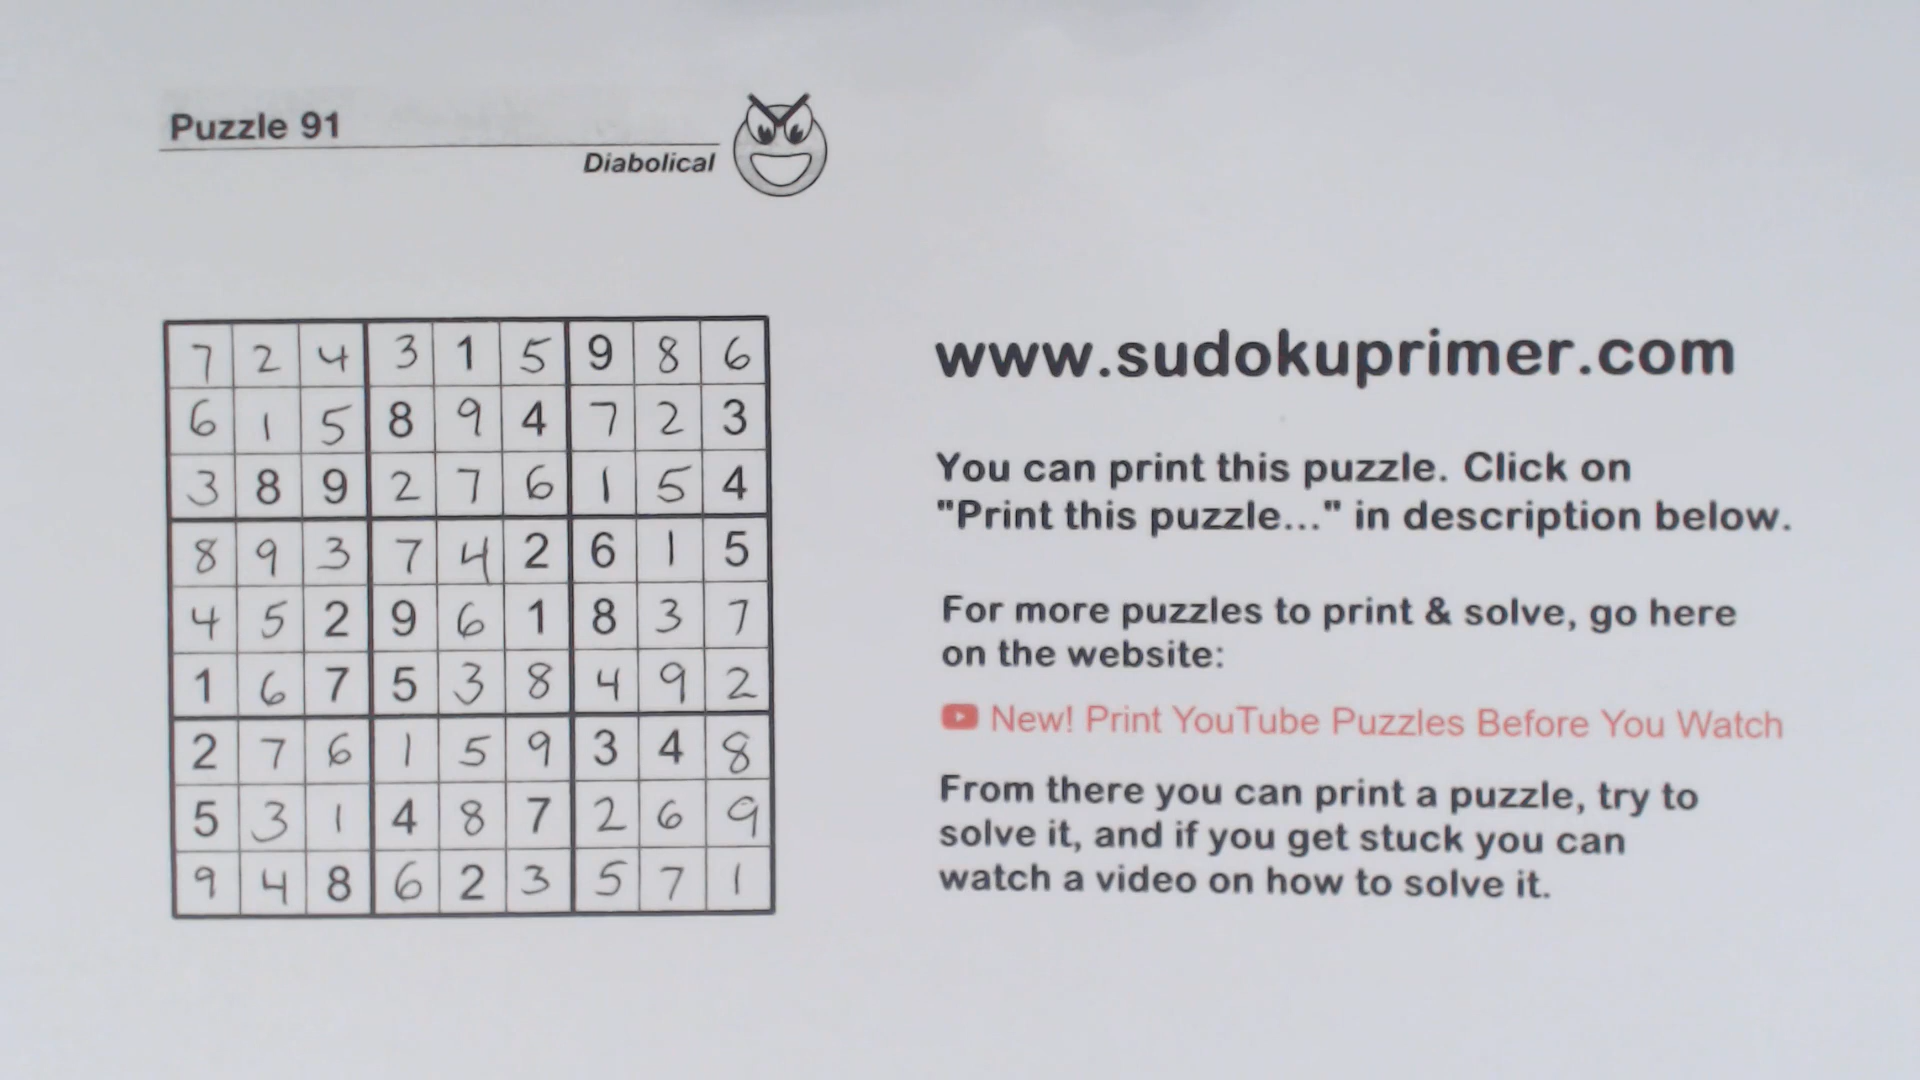 Puzzle 91
Diabolical
7 2 4 3 1 5 9 8 6
6 1 5 8 9 4 7 2 3
3 8 9 2 7 6 1 5 4
8 9 3 7 4 2 6 1 5
4 5 2 9 6 1 8 3 7
1 6 7 5 3 8 4 9 2
2 7 6 1 5 9 3 4 8
5 3 1 4 8 7 2 6 9
9 4 8 6 2 3 5 7 1
www.sudokuprimer.com
You can print this puzzle. Click on
"Print this puzzle..." in description below.
For more puzzles to print & solve, go here
on the website:
New! Print YouTube Puzzles Before You Watch
From there you can print a puzzle, try to
solve it, and if you get stuck you can
watch a video on how to solve it.